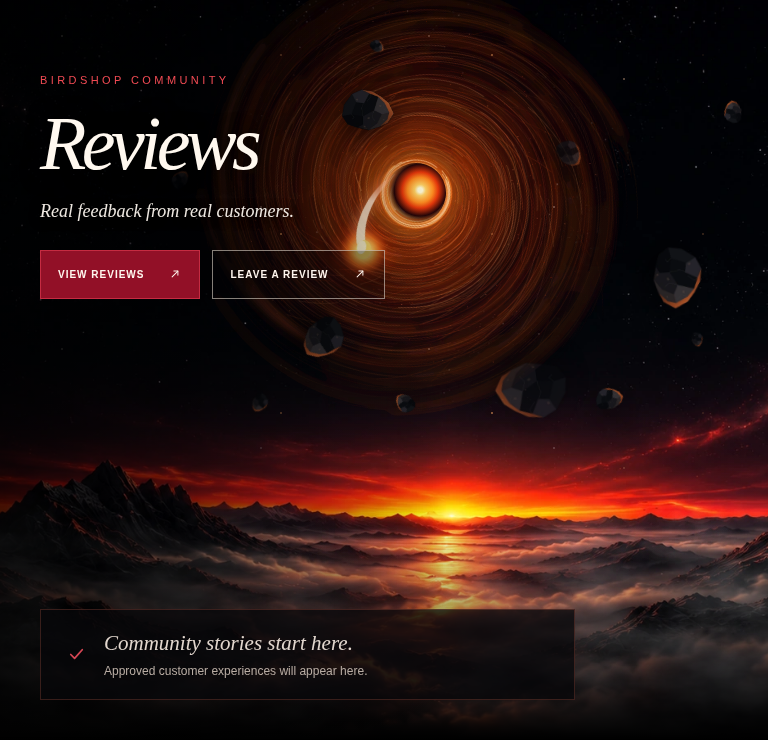 BIRDSHOP COMMUNITY
Reviews
Real feedback from real customers.
VIEW REVIEWS
LEAVE A REVIEW
Community stories start here.
Approved customer experiences will appear here.